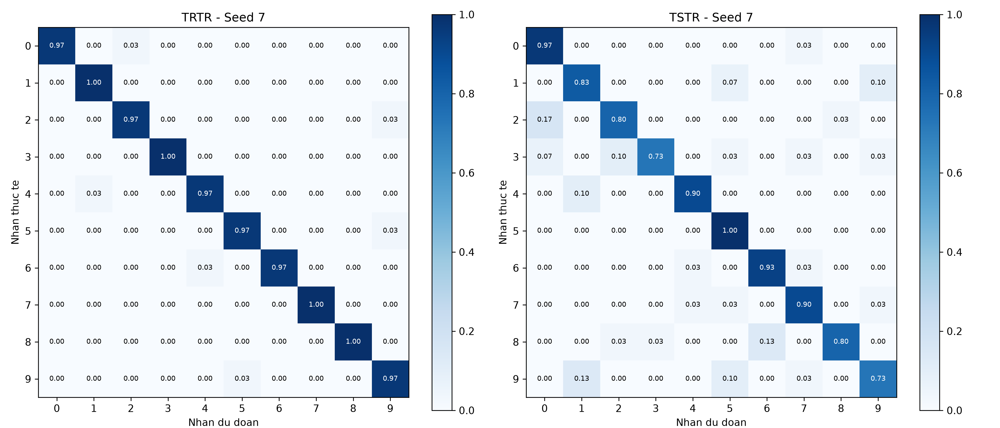 TRTR - Seed 7
Nhan thuc te
0 0.97 0.00 0.03 0.00 0.00 0.00 0.00 0.00 0.00 0.00
1 0.00 1.00 0.00 0.00 0.00 0.00 0.00 0.00 0.00 0.00
2 0.00 0.00 0.97 0.00 0.00 0.00 0.00 0.00 0.00 0.03
3 0.00 0.00 0.00 1.00 0.00 0.00 0.00 0.00 0.00 0.00
4 0.00 0.03 0.00 0.00 0.97 0.00 0.00 0.00 0.00 0.00
5 0.00 0.00 0.00 0.00 0.00 0.97 0.00 0.00 0.00 0.03
6 0.00 0.00 0.00 0.00 0.03 0.00 0.97 0.00 0.00 0.00
7 0.00 0.00 0.00 0.00 0.00 0.00 0.00 1.00 0.00 0.00
8 0.00 0.00 0.00 0.00 0.00 0.00 0.00 0.00 1.00 0.00
9 0.00 0.00 0.00 0.00 0.00 0.03 0.00 0.00 0.00 0.97
0 1 2 3 4 5 6 7 8 9
Nhan du doan
1.0
0.8
0.6
0.4
0.2
0.0
TSTR - Seed 7
Nhan thuc te
0 0.97 0.00 0.00 0.00 0.00 0.00 0.00 0.03 0.00 0.00
1 0.00 0.83 0.00 0.00 0.00 0.07 0.00 0.00 0.00 0.10
2 0.17 0.00 0.80 0.00 0.00 0.00 0.00 0.00 0.03 0.00
3 0.07 0.00 0.10 0.73 0.00 0.03 0.00 0.03 0.00 0.03
4 0.00 0.10 0.00 0.00 0.90 0.00 0.00 0.00 0.00 0.00
5 0.00 0.00 0.00 0.00 0.00 1.00 0.00 0.00 0.00 0.00
6 0.00 0.00 0.00 0.00 0.03 0.00 0.93 0.03 0.00 0.00
7 0.00 0.00 0.00 0.00 0.03 0.03 0.00 0.90 0.00 0.03
8 0.00 0.00 0.03 0.03 0.00 0.00 0.13 0.00 0.80 0.00
9 0.00 0.13 0.00 0.00 0.00 0.10 0.00 0.03 0.00 0.73
0 1 2 3 4 5 6 7 8 9
Nhan du doan
1.0
0.8
0.6
0.4
0.2
0.0